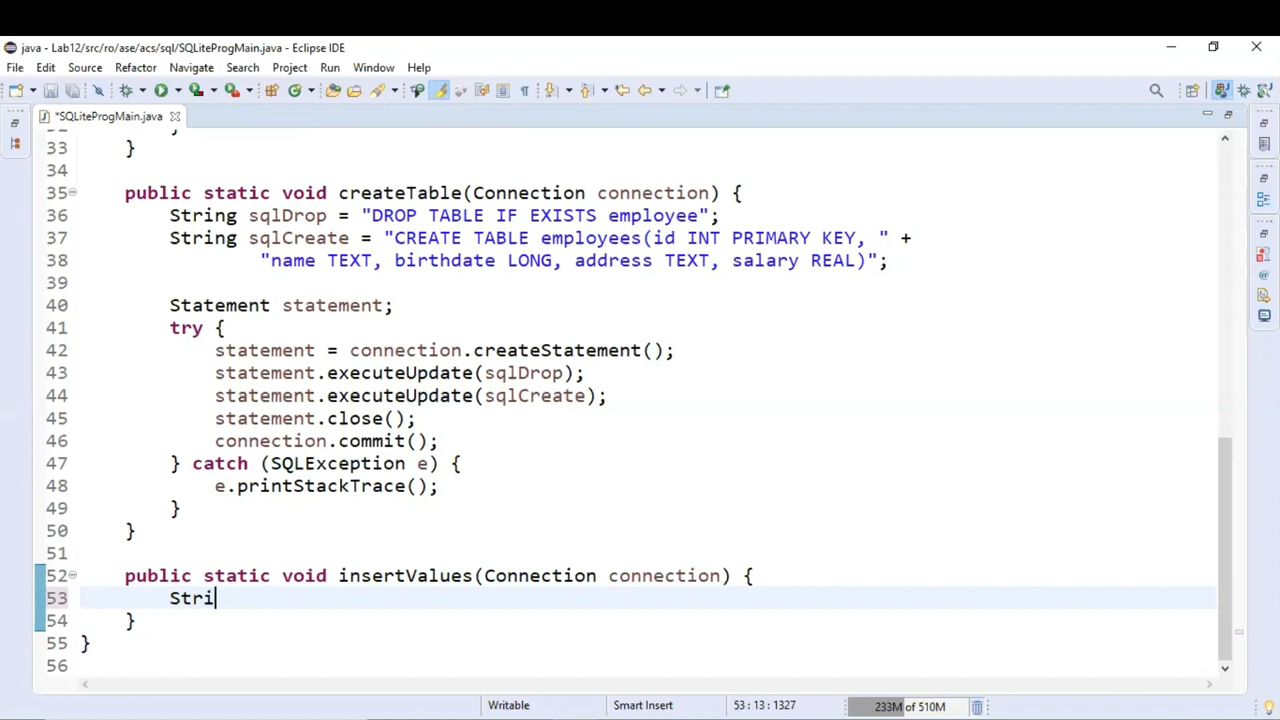 java - Lab12/src/ro/ase/acs/sql/SQLiteProgMain.java - Eclipse IDE
File Edit Source Refactor Navigate Search Project Run Window Help
*SQLiteProgMain.java
33 }
34
35 public static void createTable(Connection connection) {
36 String sqlDrop = "DROP TABLE IF EXISTS employee";
37 String sqlCreate = "CREATE TABLE employees(id INT PRIMARY KEY, " +
38 "name TEXT, birthdate LONG, address TEXT, salary REAL)";
39
40 Statement statement;
41 try {
42 statement = connection.createStatement();
43 statement.executeUpdate(sqlDrop);
44 statement.executeUpdate(sqlCreate);
45 statement.close();
46 connection.commit();
47 } catch (SQLException e) {
48 e.printStackTrace();
49 }
50 }
51
52 public static void insertValues(Connection connection) {
53 Stri
54 }
55 }
56
Writable Smart Insert 53 : 13 : 1327 233M of 510M